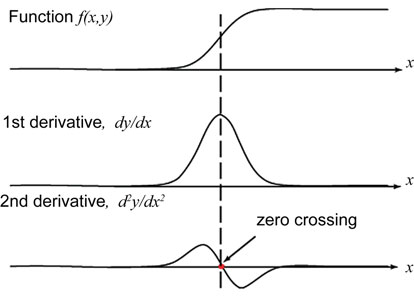 Function f(x,y)
x
1st derivative, dy/dx
x
2nd derivative, d²y/dx²
zero crossing
x